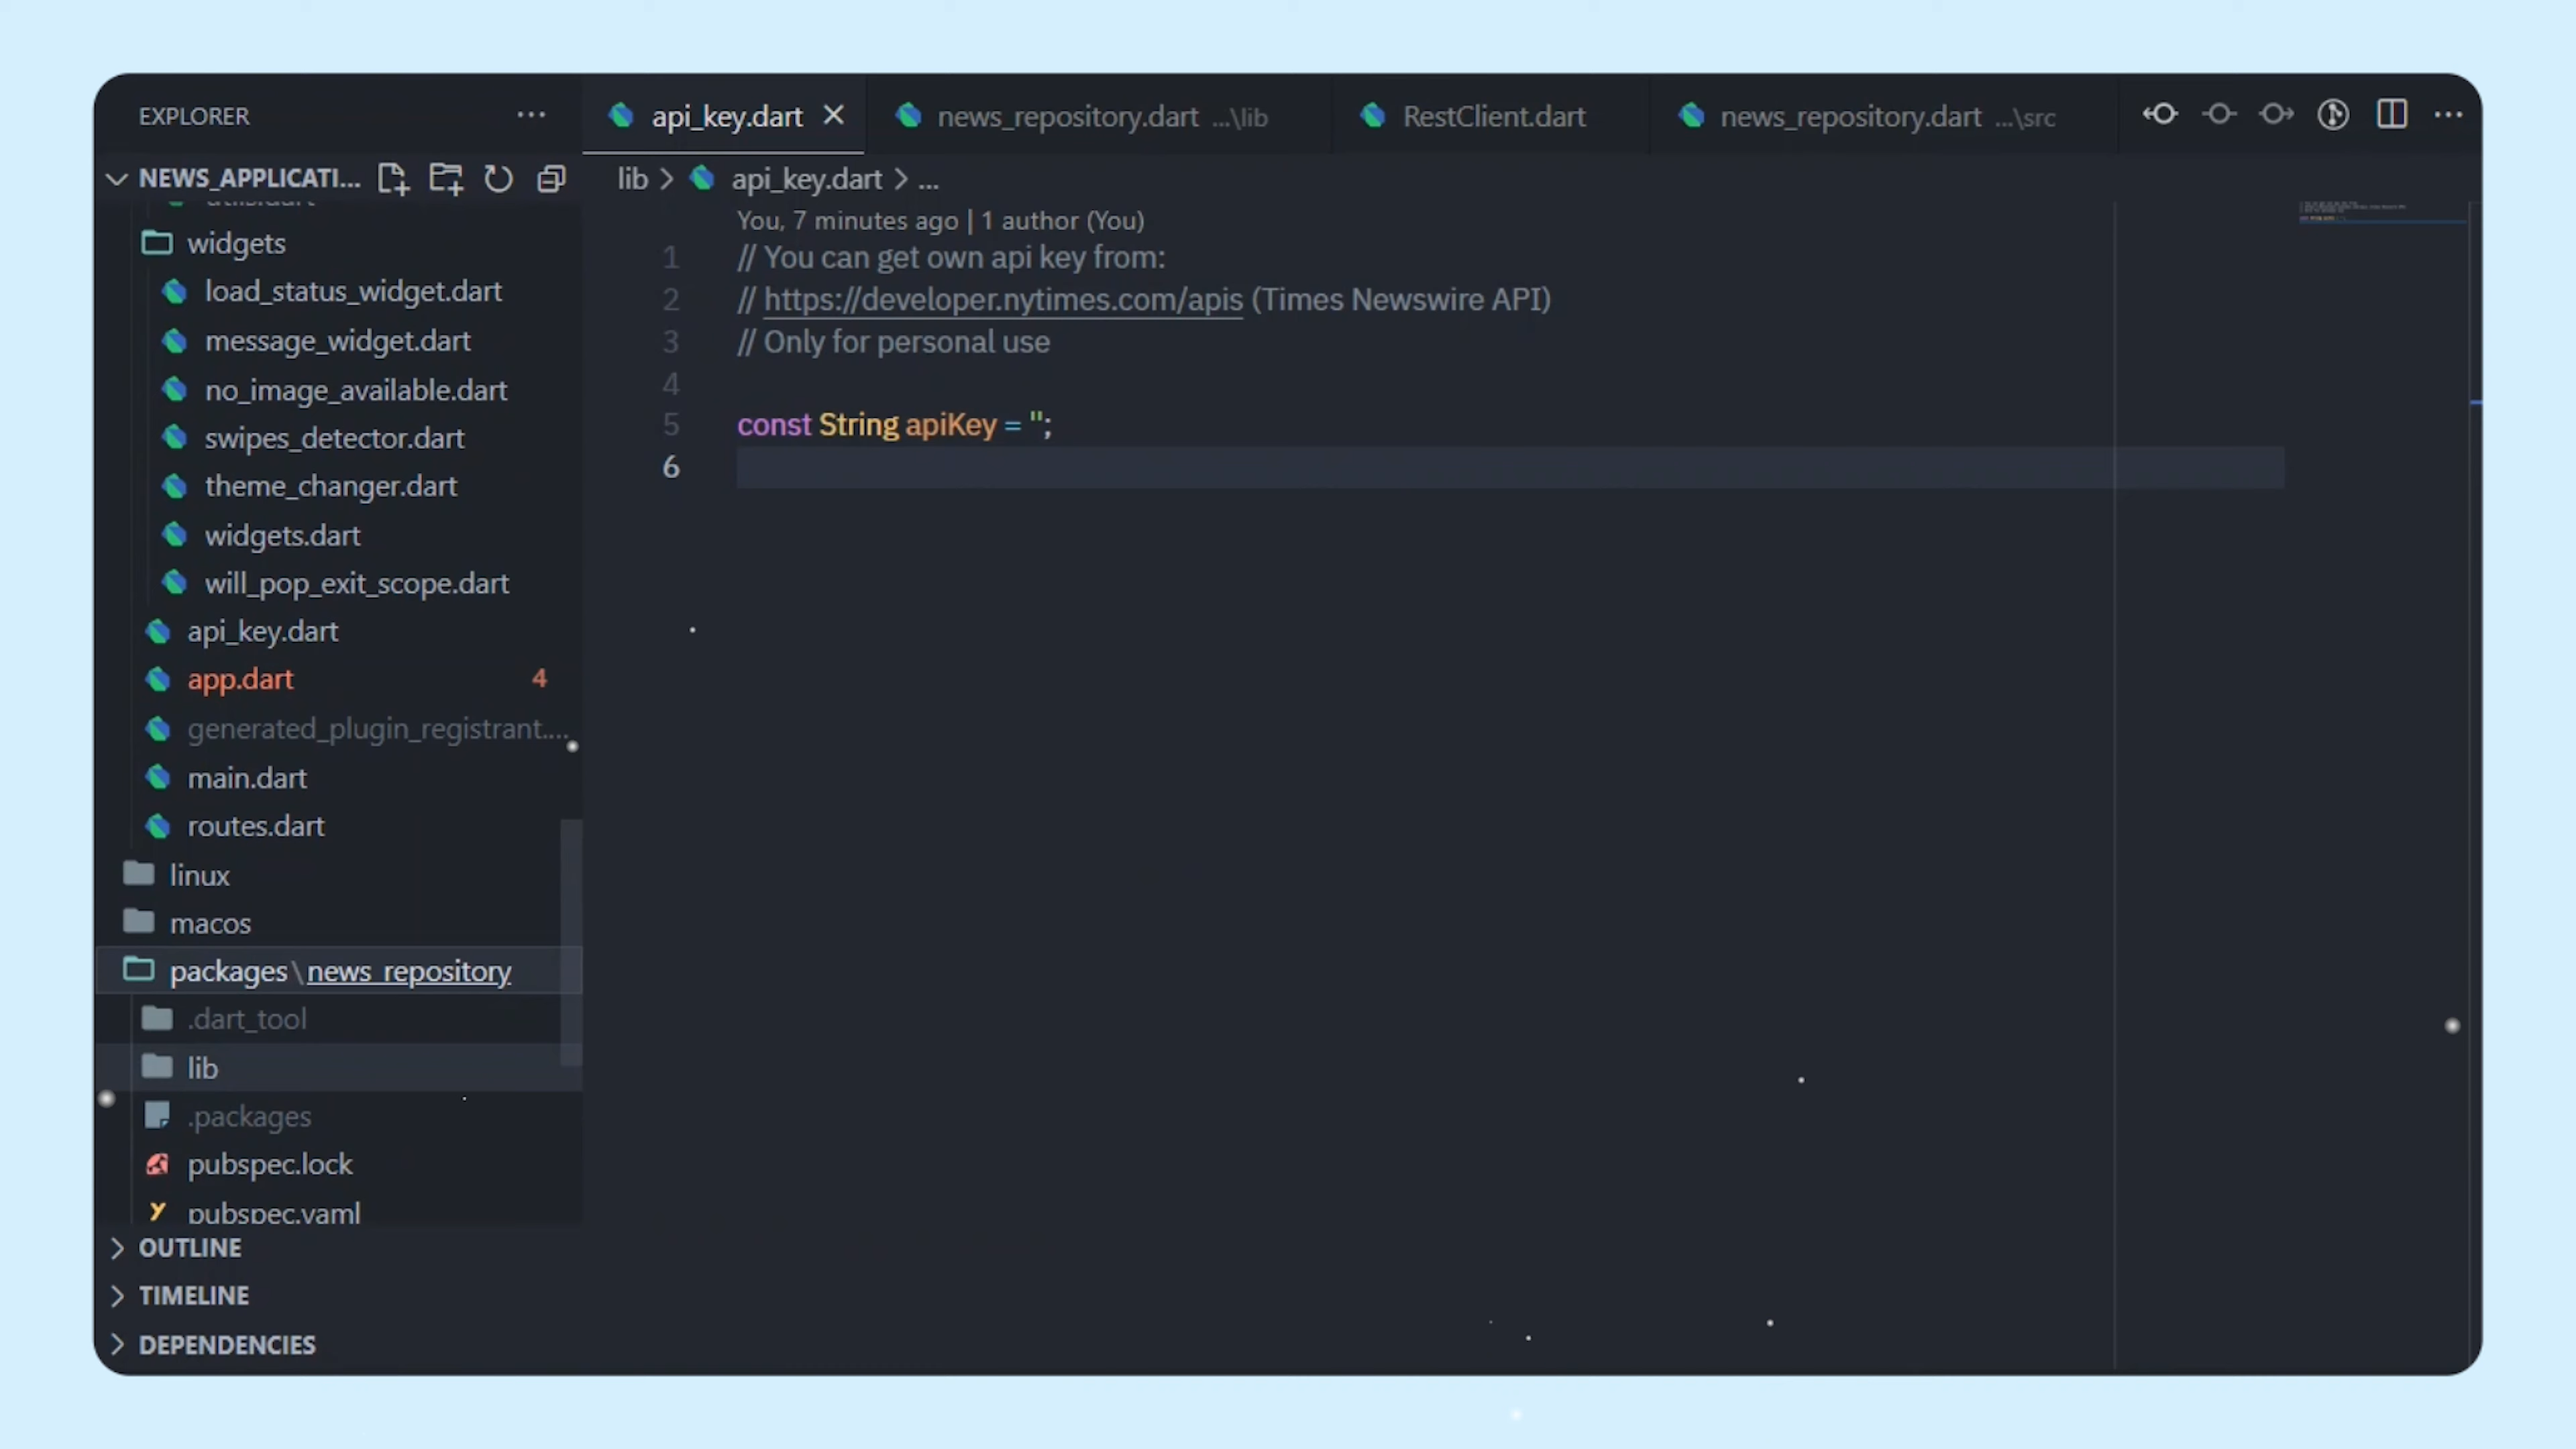 EXPLORER
NEWS_APPLICATI...
widgets
load_status_widget.dart
message_widget.dart
no_image_available.dart
swipes_detector.dart
theme_changer.dart
widgets.dart
will_pop_exit_scope.dart
api_key.dart
app.dart 4
generated_plugin_registrant....
main.dart
routes.dart
linux
macos
packages\news_repository
.dart_tool
lib
.packages
pubspec.lock
pubspec.yaml
OUTLINE
TIMELINE
DEPENDENCIES
api_key.dart news_repository.dart ...\lib RestClient.dart news_repository.dart ...\src
lib > api_key.dart > ...
You, 7 minutes ago | 1 author (You)
1 // You can get own api key from:
2 // https://developer.nytimes.com/apis (Times Newswire API)
3 // Only for personal use
4
5 const String apiKey = '';
6